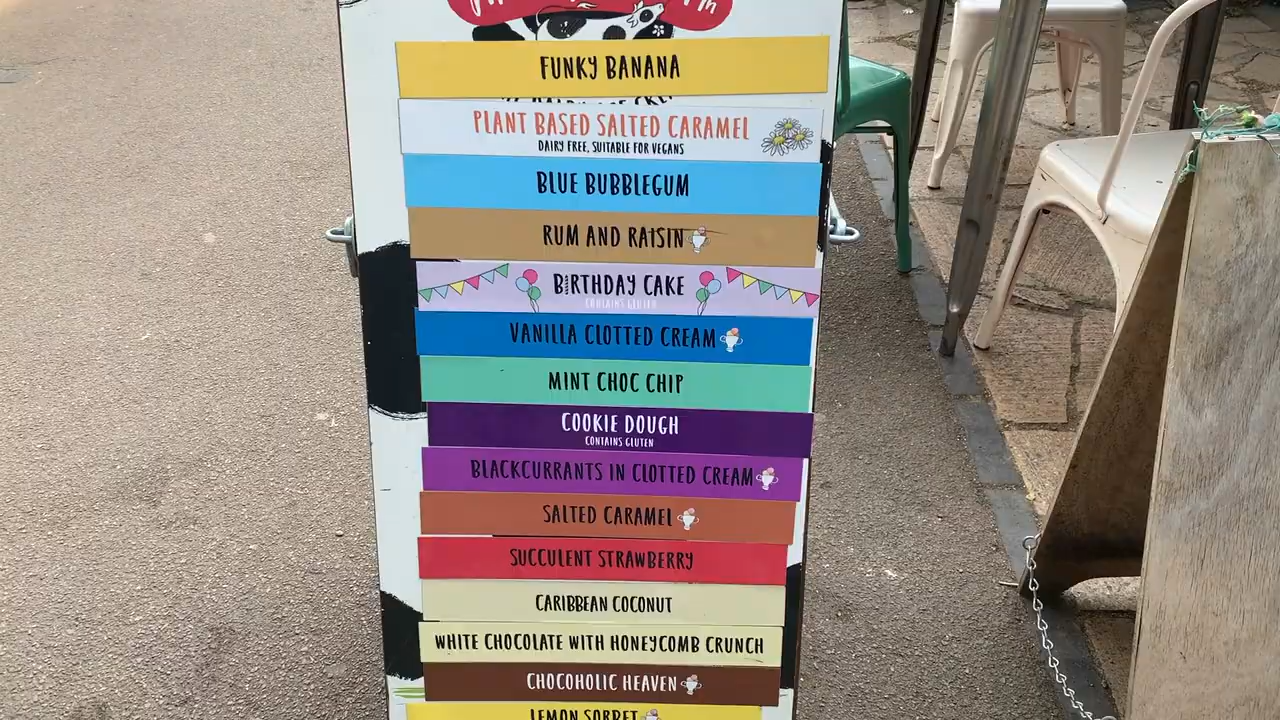 FUNKY BANANA
PLANT BASED SALTED CARAMEL
DAIRY FREE, SUITABLE FOR VEGANS
BLUE BUBBLEGUM
RUM AND RAISIN
BIRTHDAY CAKE
CONTAINS GLUTEN
VANILLA CLOTTED CREAM
MINT CHOC CHIP
COOKIE DOUGH
CONTAINS GLUTEN
BLACKCURRANTS IN CLOTTED CREAM
SALTED CARAMEL
SUCCULENT STRAWBERRY
CARIBBEAN COCONUT
WHITE CHOCOLATE WITH HONEYCOMB CRUNCH
CHOCOHOLIC HEAVEN
LEMON SORBET